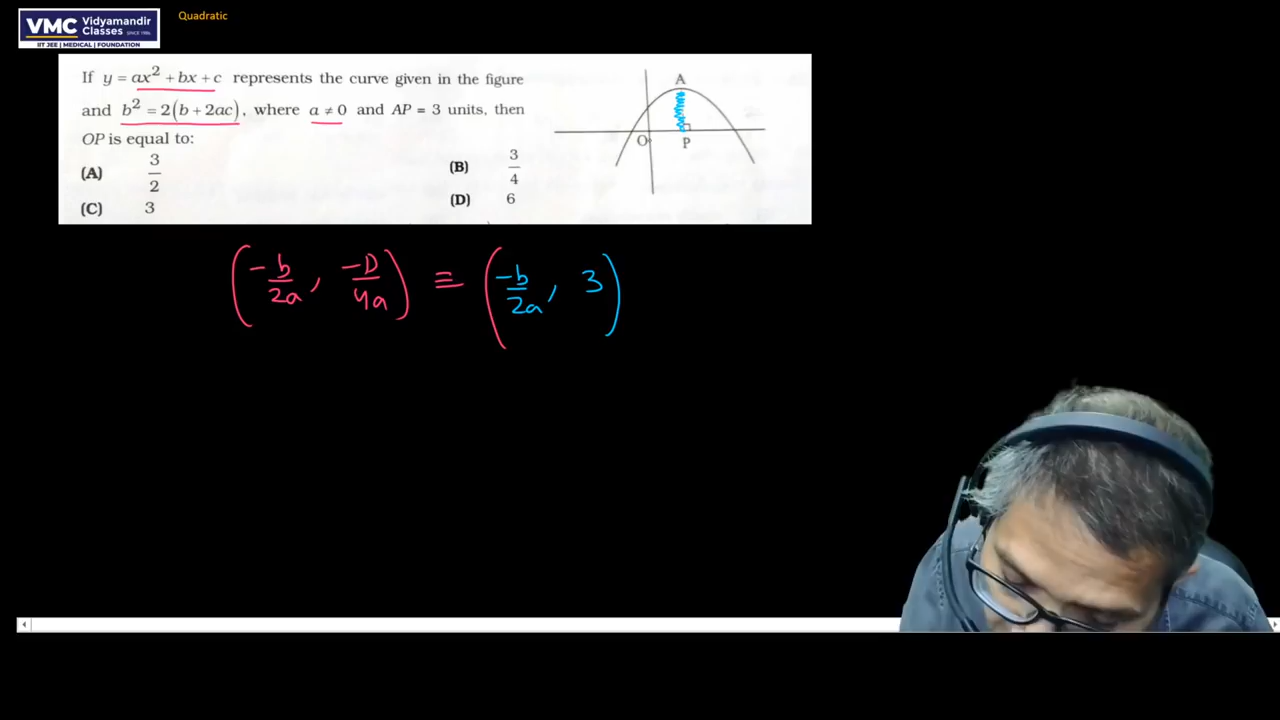 VMC Vidyamandir Classes SINCE 1986
IIT JEE | MEDICAL | FOUNDATION
Quadratic
If y = ax² + bx + c represents the curve given in the figure
and b² = 2(b + 2ac), where a ≠ 0 and AP = 3 units, then
OP is equal to:
(A) 3/2
(B) 3/4
(C) 3
(D) 6
A
O
P
(-b/2a, -D/4a) ≡ (-b/2a, 3)